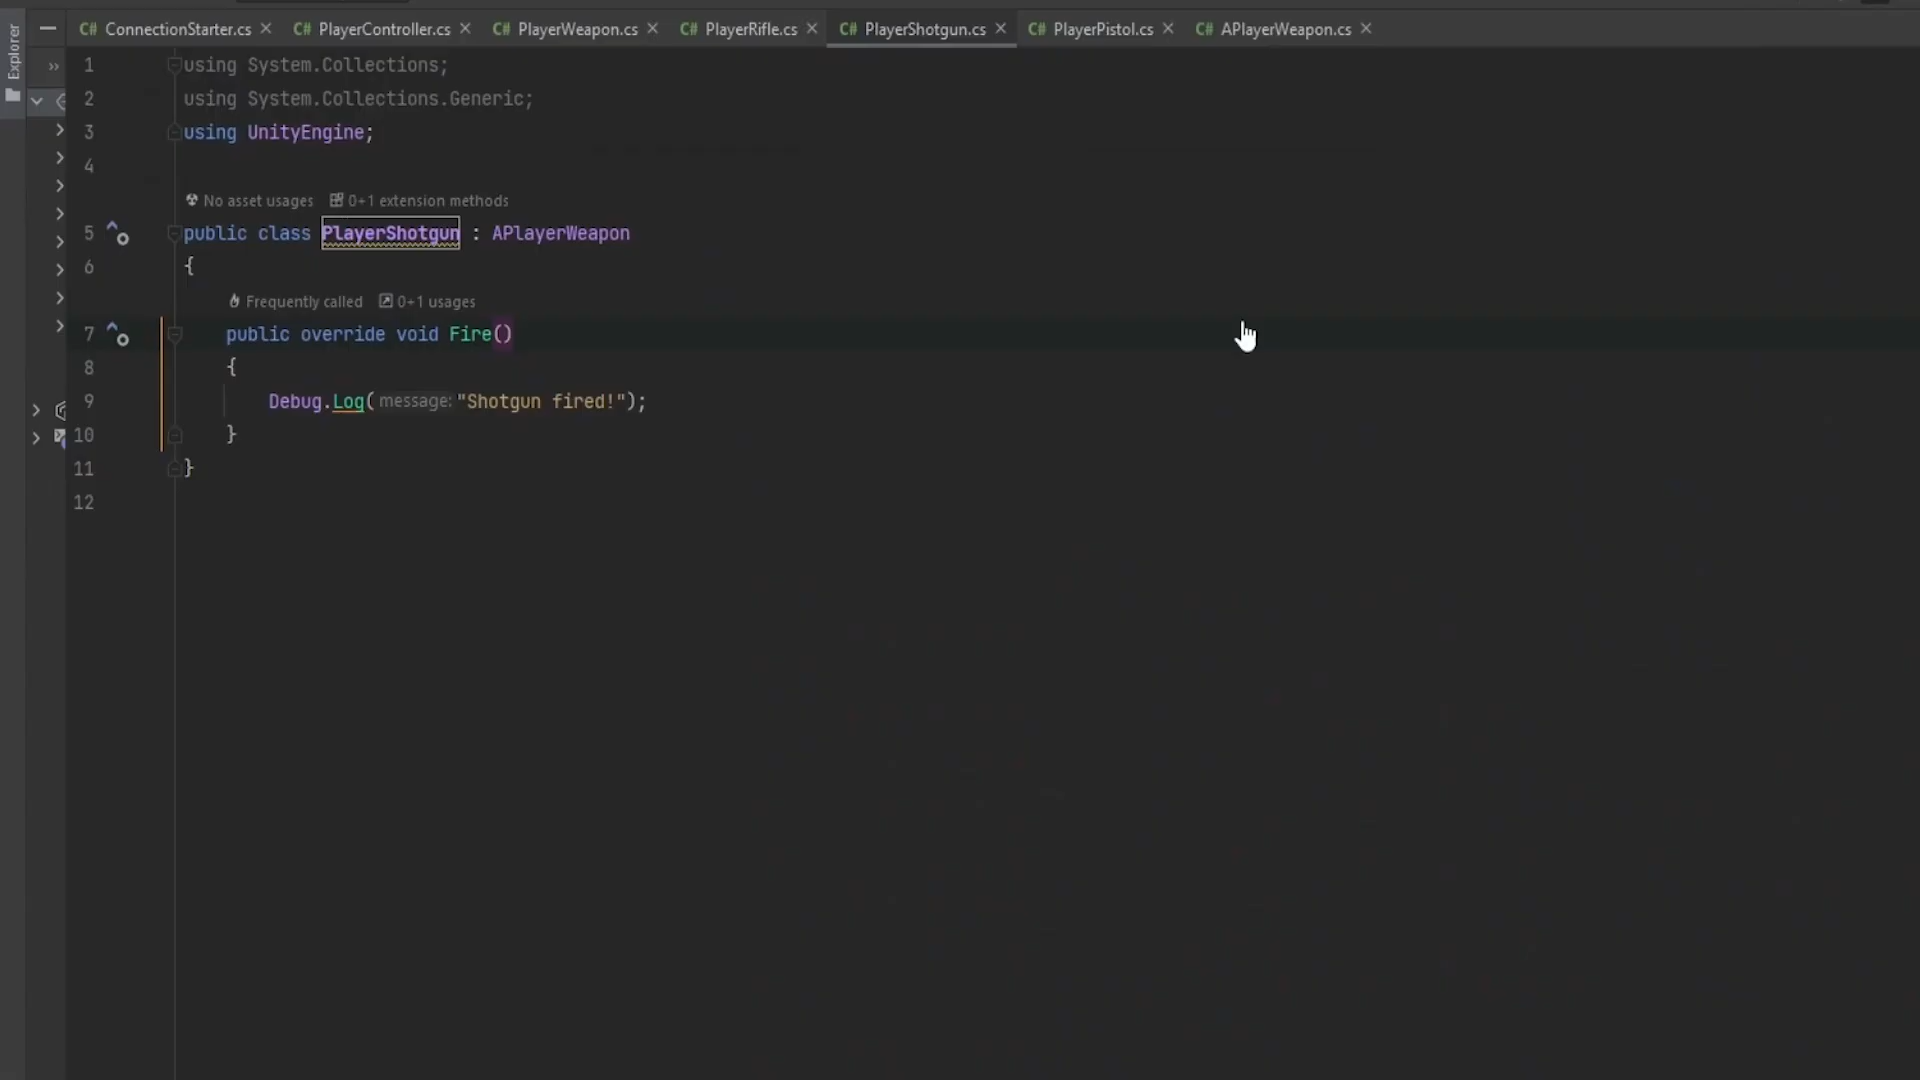 Explorer
C# ConnectionStarter.cs × C# PlayerController.cs × C# PlayerWeapon.cs × C# PlayerRifle.cs × C# PlayerShotgun.cs × C# PlayerPistol.cs × C# APlayerWeapon.cs ×
1 using System.Collections;
2 using System.Collections.Generic;
3 using UnityEngine;
4
No asset usages 0+1 extension methods
5 public class PlayerShotgun : APlayerWeapon
6 {
Frequently called 0+1 usages
7 public override void Fire()
8 {
9 Debug.Log( message: "Shotgun fired!");
10 }
11 }
12